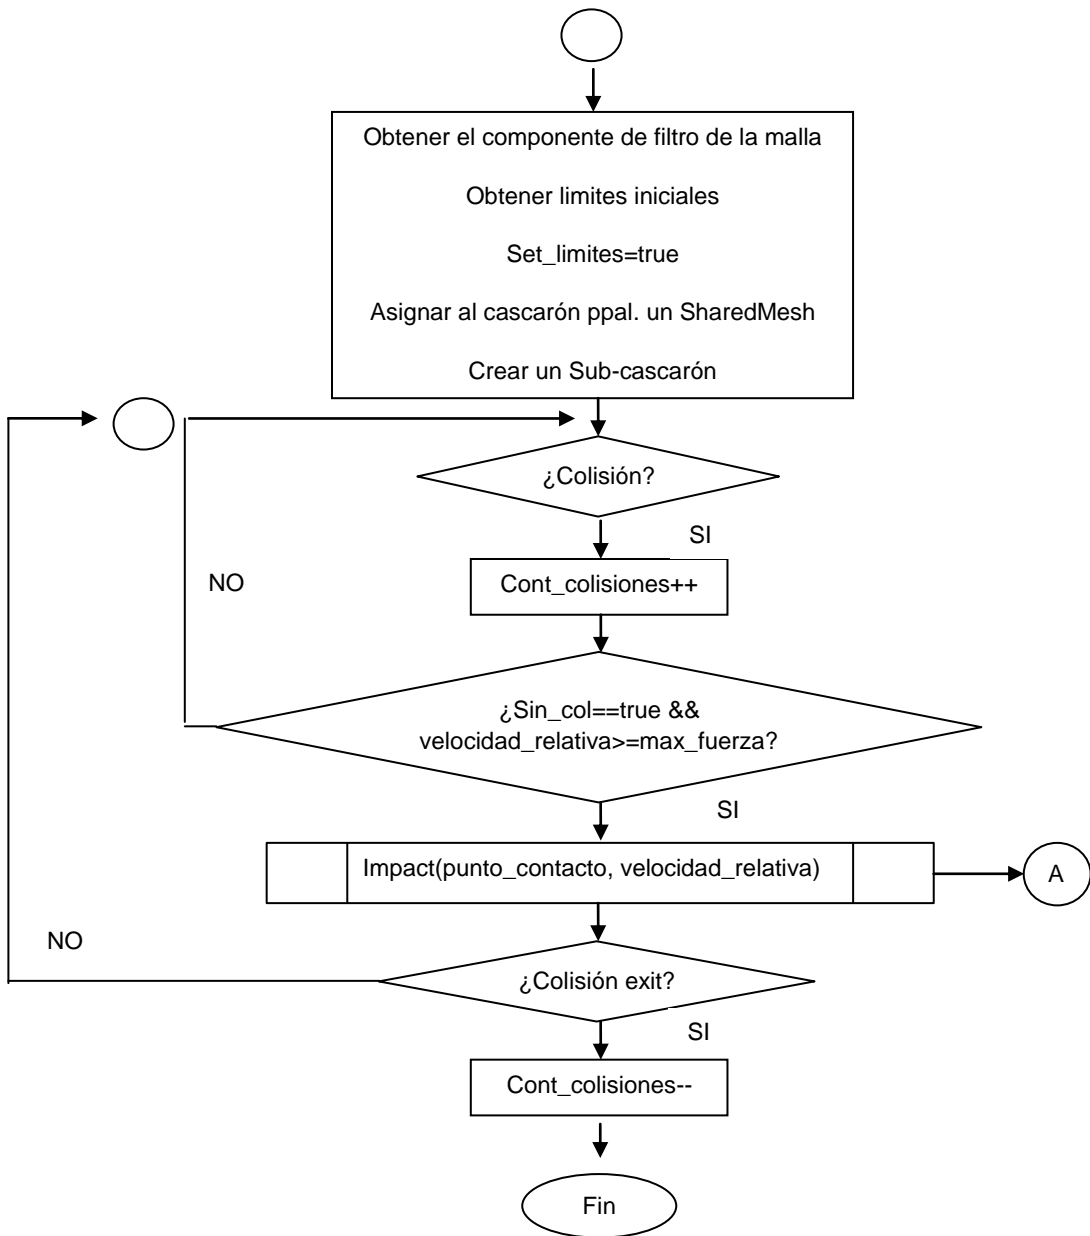 Obtener el componente de filtro de la malla
Obtener limites iniciales
Set_limites=true
Asignar al cascarón ppal. un SharedMesh
Crear un Sub-cascarón
¿Colisión?
SI
NO
Cont_colisiones++
¿Sin_col==true &&
velocidad_relativa>=max_fuerza?
SI
Impact(punto_contacto, velocidad_relativa)
A
NO
¿Colisión exit?
SI
Cont_colisiones--
Fin